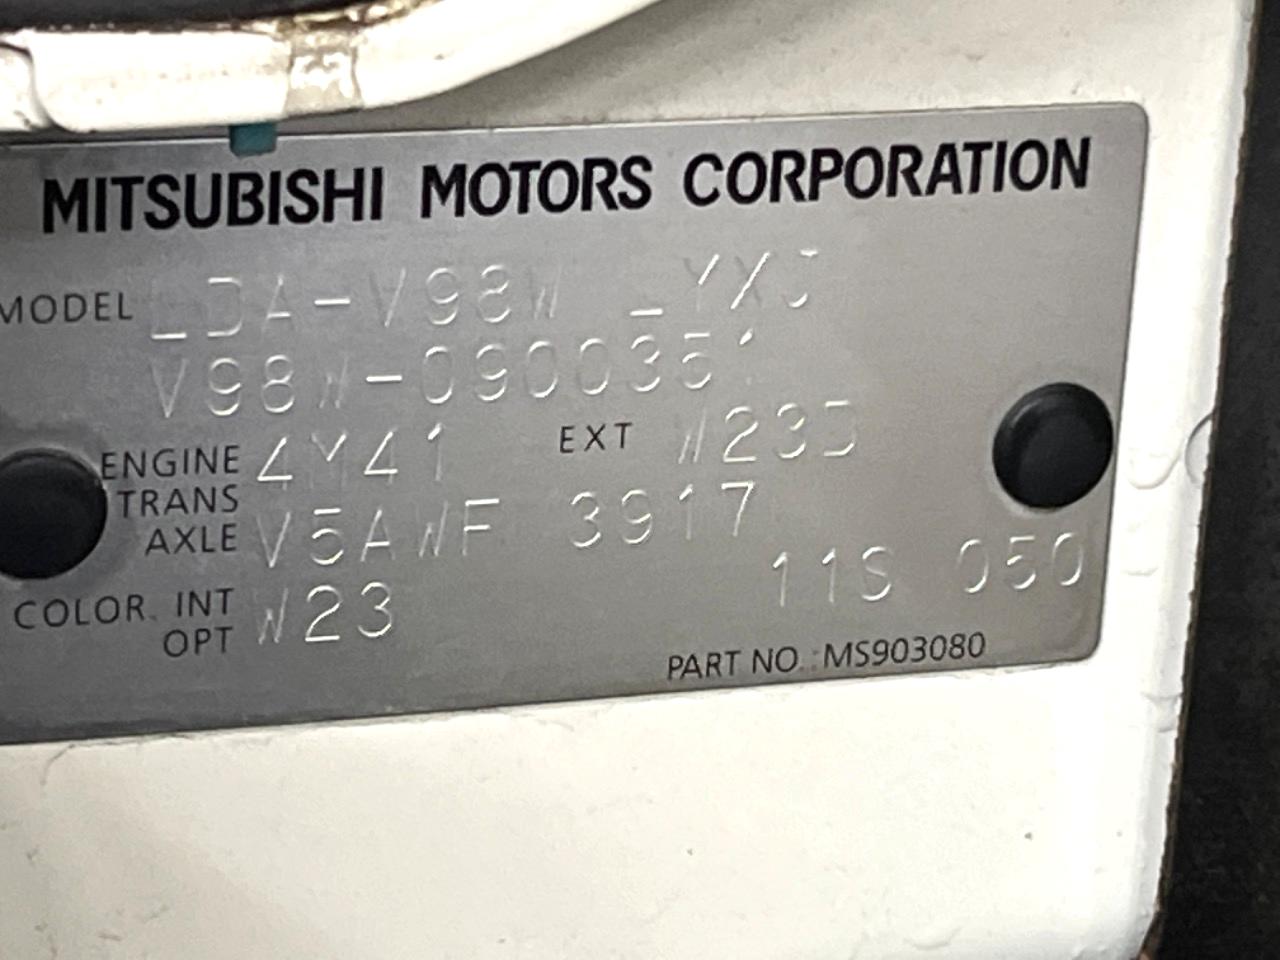 MITSUBISHI MOTORS CORPORATION
MODEL LDA-V98W LYXJ
V98W-0900351
ENGINE 4M41 EXT W23D
TRANS
AXLE V5AWF 3917
11S 050
COLOR. INT W23
OPT
PART NO. : MS903080